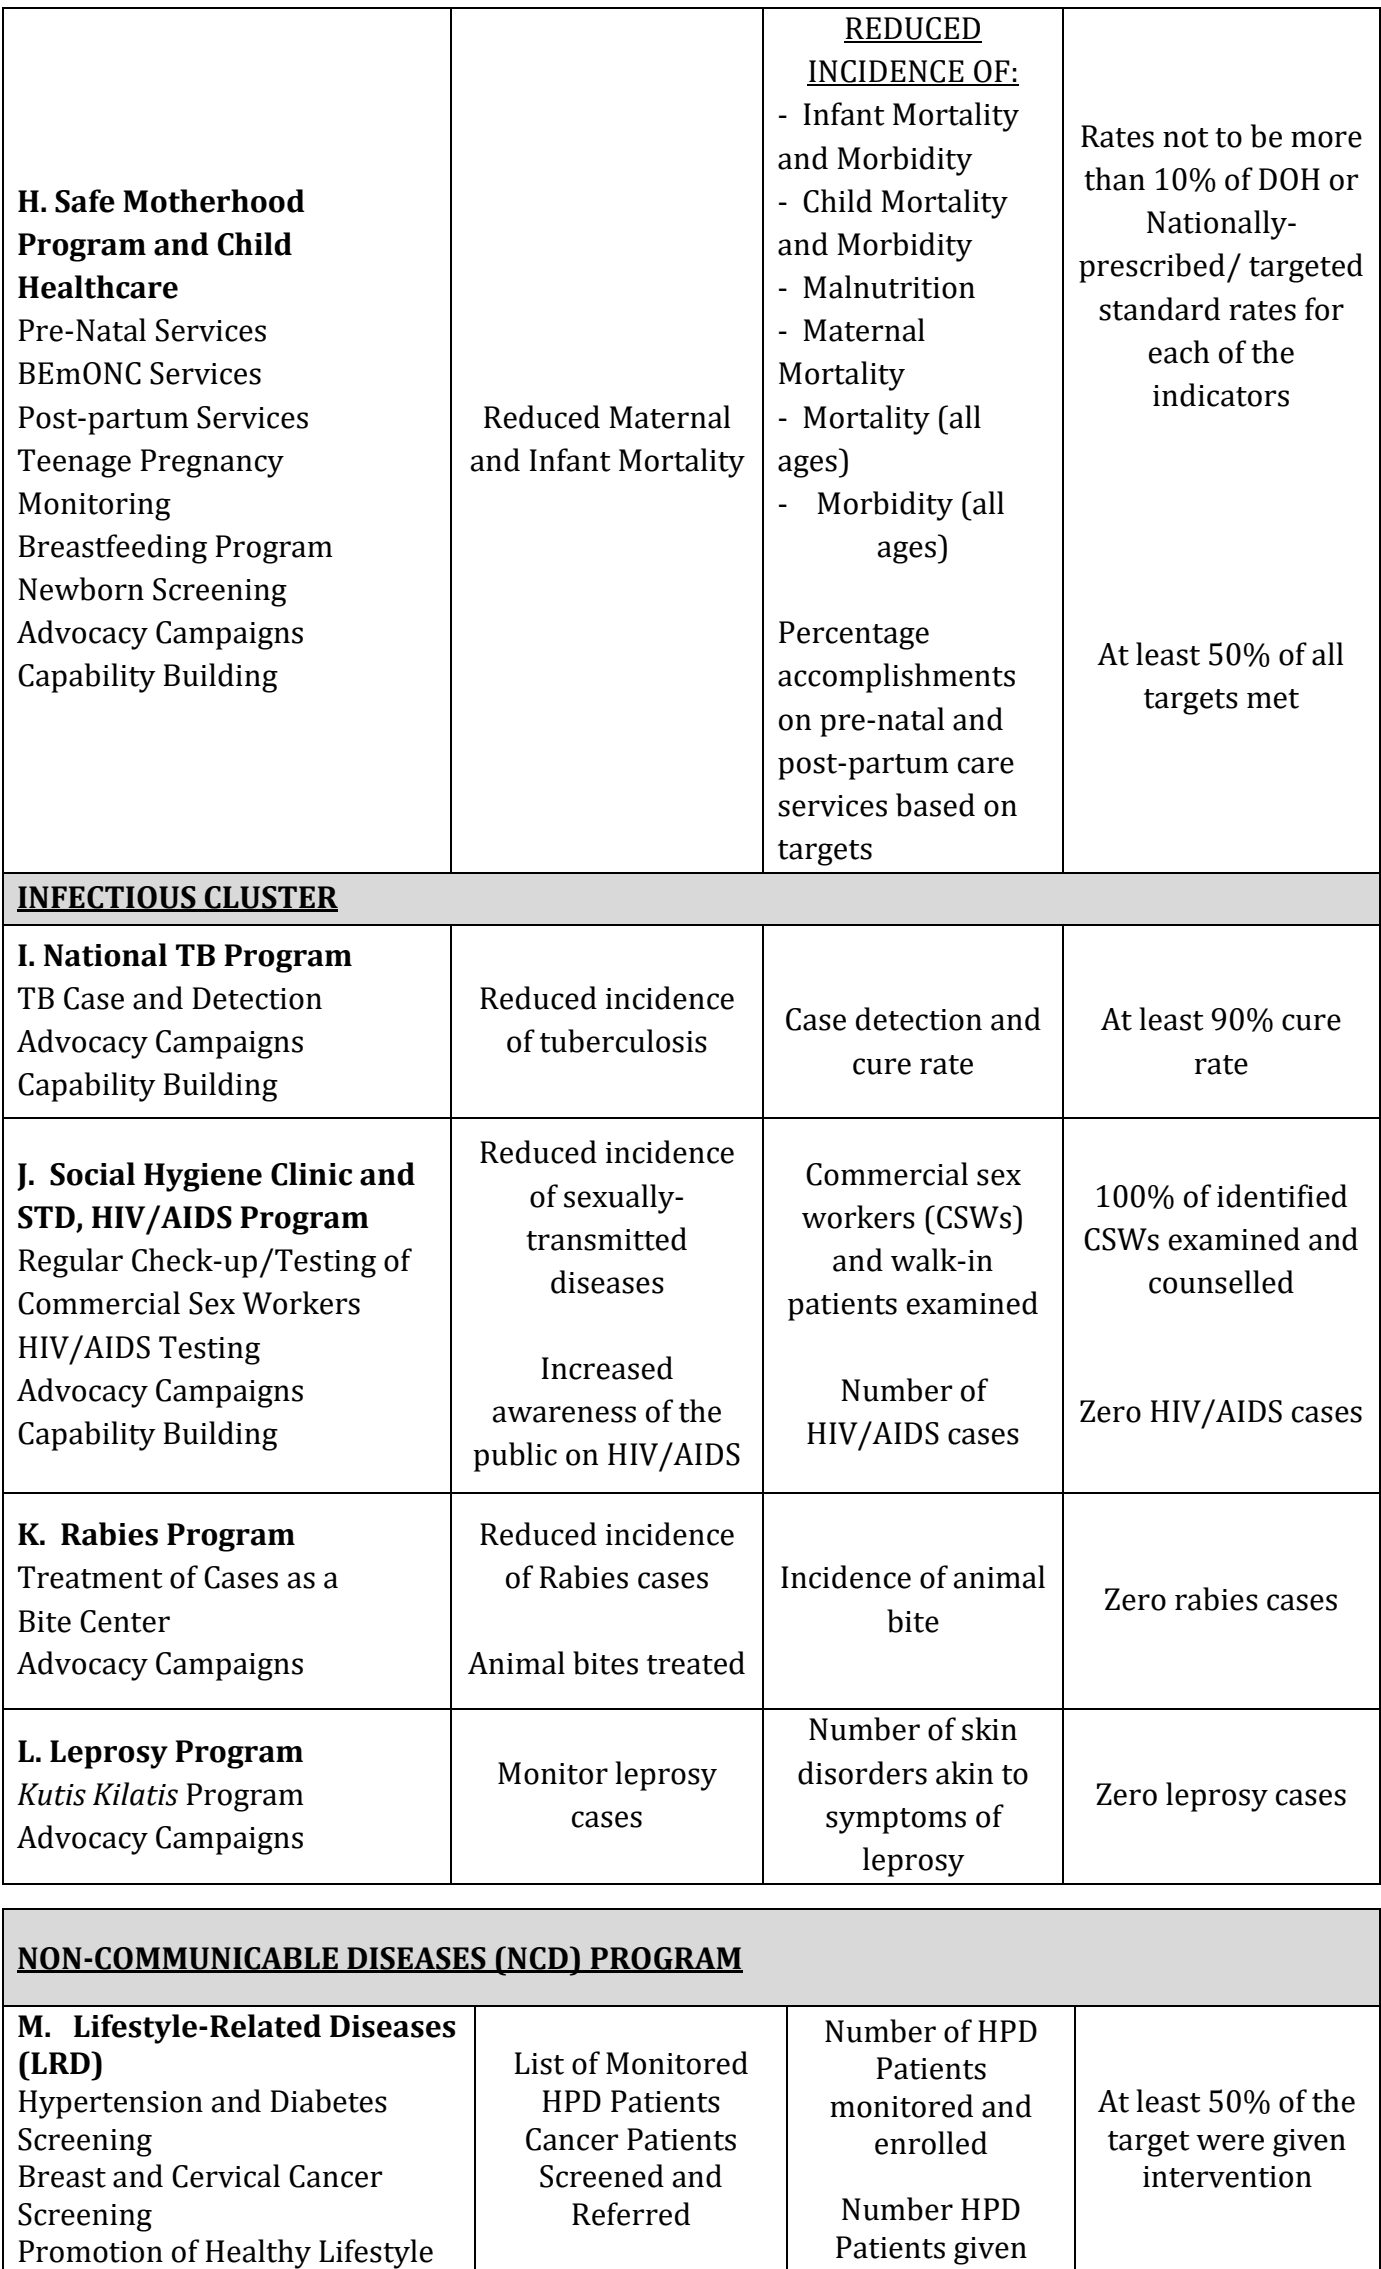 H. Safe Motherhood
Program and Child
Healthcare
Pre-Natal Services
BEmONC Services
Post-partum Services
Teenage Pregnancy
Monitoring
Breastfeeding Program
Newborn Screening
Advocacy Campaigns
Capability Building
Reduced Maternal
and Infant Mortality
REDUCED
INCIDENCE OF:
- Infant Mortality
and Morbidity
- Child Mortality
and Morbidity
- Malnutrition
- Maternal
Mortality
- Mortality (all
ages)
- Morbidity (all
ages)
Percentage
accomplishments
on pre-natal and
post-partum care
services based on
targets
Rates not to be more
than 10% of DOH or
Nationally-
prescribed/ targeted
standard rates for
each of the
indicators
At least 50% of all
targets met
INFECTIOUS CLUSTER
I. National TB Program
TB Case and Detection
Advocacy Campaigns
Capability Building
Reduced incidence
of tuberculosis
Case detection and
cure rate
At least 90% cure
rate
J. Social Hygiene Clinic and
STD, HIV/AIDS Program
Regular Check-up/Testing of
Commercial Sex Workers
HIV/AIDS Testing
Advocacy Campaigns
Capability Building
Reduced incidence
of sexually-
transmitted
diseases
Increased
awareness of the
public on HIV/AIDS
Commercial sex
workers (CSWs)
and walk-in
patients examined
Number of
HIV/AIDS cases
100% of identified
CSWs examined and
counselled
Zero HIV/AIDS cases
K. Rabies Program
Treatment of Cases as a
Bite Center
Advocacy Campaigns
Reduced incidence
of Rabies cases
Animal bites treated
Incidence of animal
bite
Zero rabies cases
L. Leprosy Program
Kutis Kilatis Program
Advocacy Campaigns
Monitor leprosy
cases
Number of skin
disorders akin to
symptoms of
leprosy
Zero leprosy cases
NON-COMMUNICABLE DISEASES (NCD) PROGRAM
M. Lifestyle-Related Diseases
(LRD)
Hypertension and Diabetes
Screening
Breast and Cervical Cancer
Screening
Promotion of Healthy Lifestyle
List of Monitored
HPD Patients
Cancer Patients
Screened and
Referred
Number of HPD
Patients
monitored and
enrolled
Number HPD
Patients given
At least 50% of the
target were given
intervention